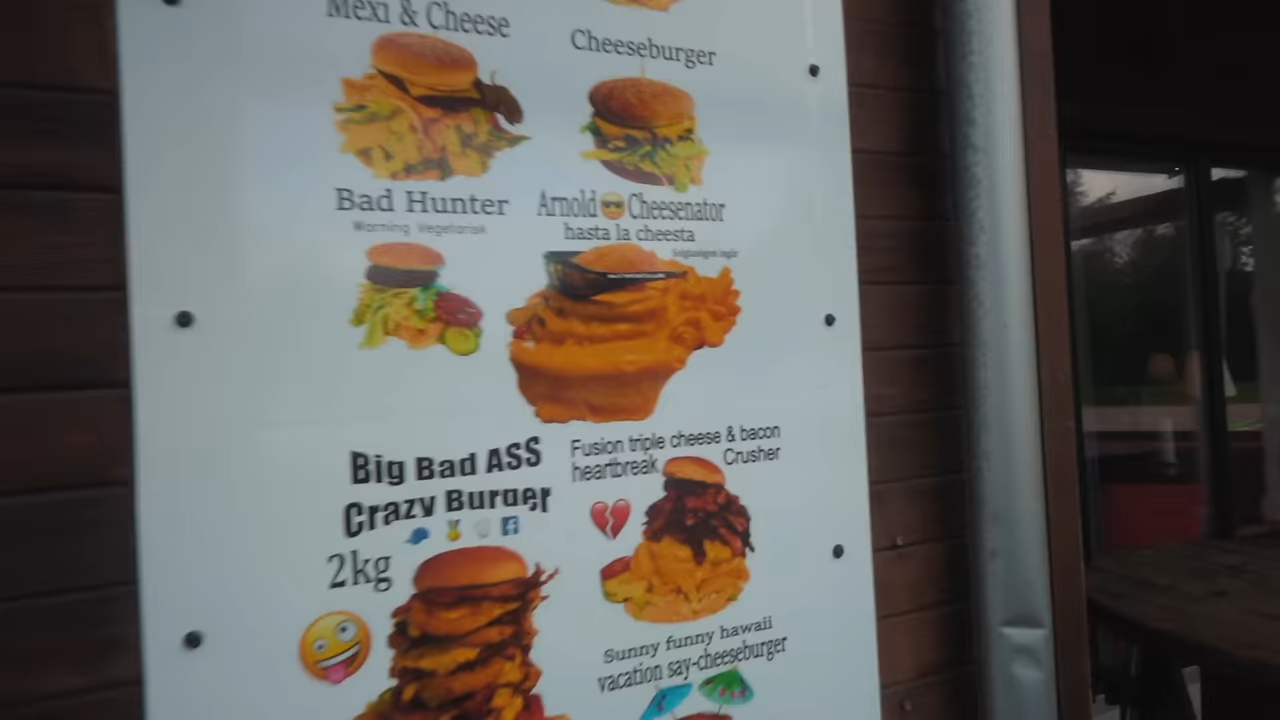 Mexi & Cheese
Cheeseburger
Bad Hunter
Warning Vegetarisk
Arnold 😎 Cheesenator
hasta la cheesta
Big Bad ASS
Crazy Burger
2kg
Fusion triple cheese & bacon
heartbreak Crusher
Sunny funny hawaii
vacation say-cheeseburger